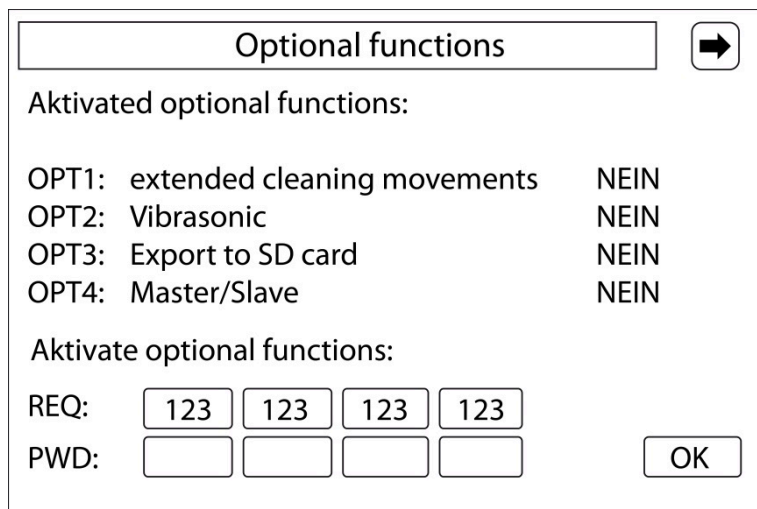 Optional functions
Aktivated optional functions:
OPT1: extended cleaning movements NEIN
OPT2: Vibrasonic NEIN
OPT3: Export to SD card NEIN
OPT4: Master/Slave NEIN
Aktivate optional functions:
REQ: 123 123 123 123
PWD: OK